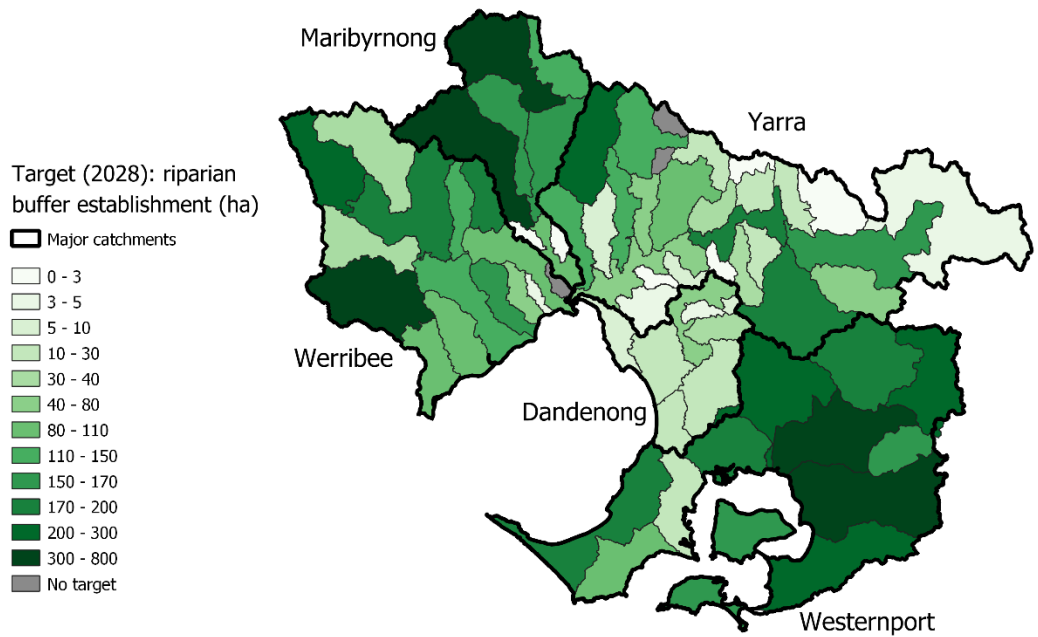 Maribyrnong
Yarra
Target (2028): riparian
buffer establishment (ha)
Major catchments
0 - 3
3 - 5
5 - 10
10 - 30
30 - 40
40 - 80
80 - 110
110 - 150
150 - 170
170 - 200
200 - 300
300 - 800
No target
Werribee
Dandenong
Westernport